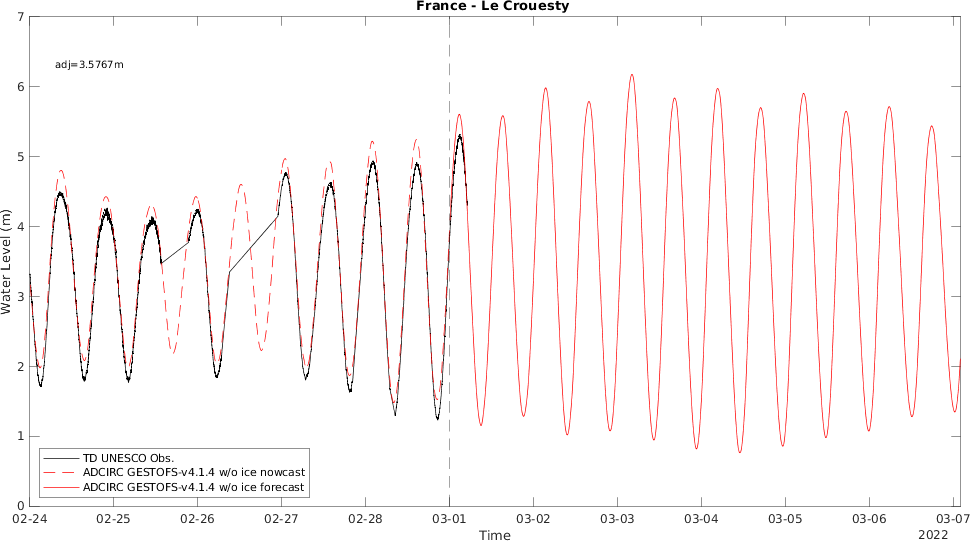 France - Le Crouesty
7
adj=3.5767m
6
5
4
3
2
1
0
Water Level (m)
TD UNESCO Obs.
ADCIRC GESTOFS-v4.1.4 w/o ice nowcast
ADCIRC GESTOFS-v4.1.4 w/o ice forecast
02-24 02-25 02-26 02-27 02-28 03-01 03-02 03-03 03-04 03-05 03-06 03-07
Time
2022